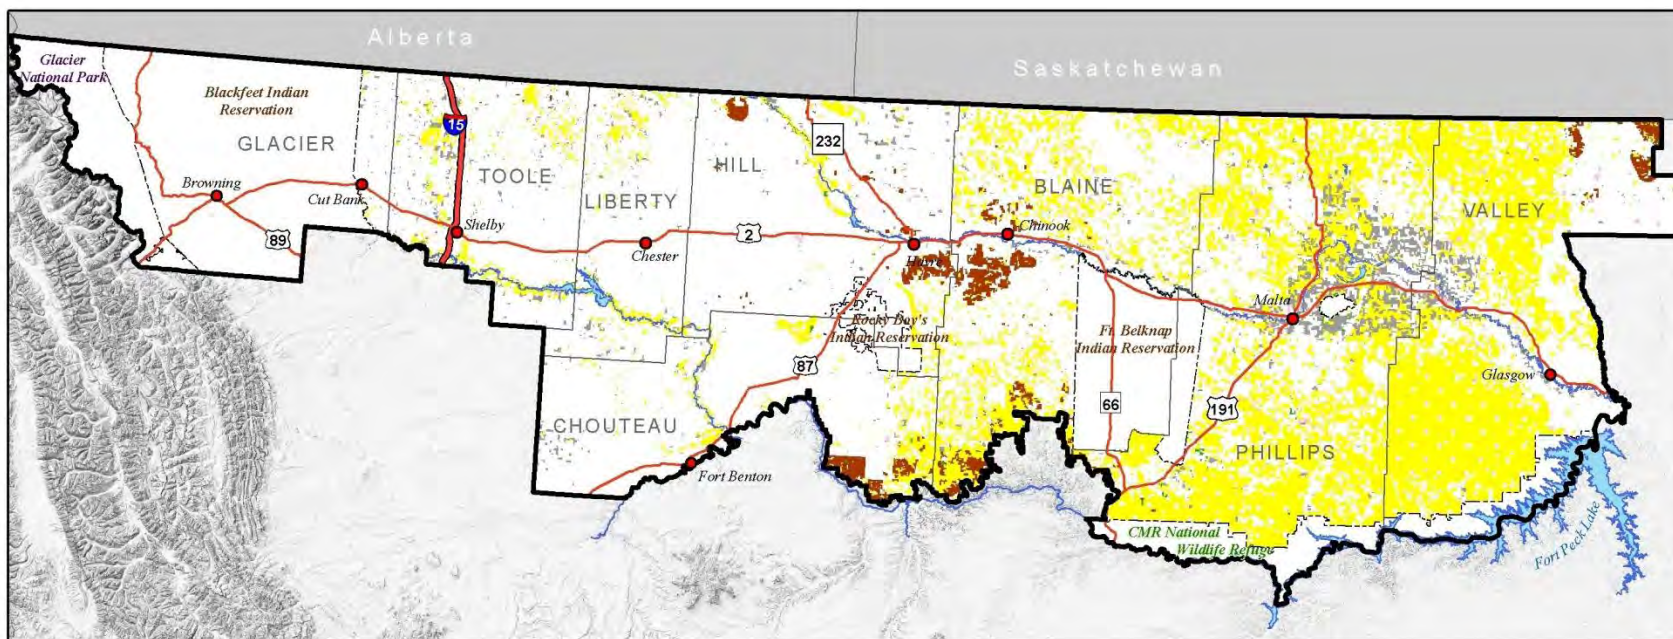 Alberta
Saskatchewan
Glacier
National Park
Blackfeet Indian
Reservation
GLACIER
15
232
HILL
TOOLE
BLAINE
Browning
Cut Bank
LIBERTY
VALLEY
Shelby
2
Chinook
89
Chester
Havre
Malta
Rocky Boy's
Indian Reservation
Ft. Belknap
Indian Reservation
87
Glasgow
66
191
CHOUTEAU
PHILLIPS
Fort Benton
CMR National
Wildlife Refuge
Fort Peck Lake